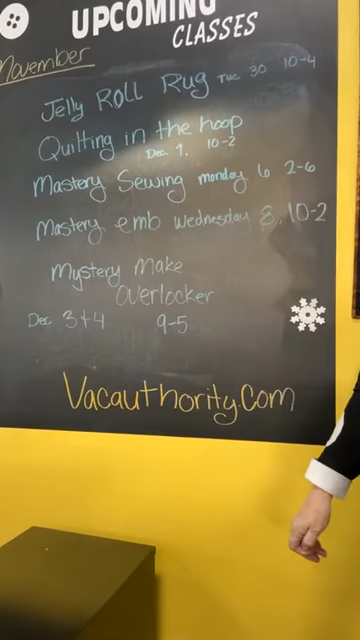 UPCOMING
CLASSES
November
Jelly ROLL Rug Tue 30 10-4
Quilting in the hoop
Dec 1. 10-2
Mastery Sewing monday 6 2-6
Mastery emb Wednesday 8, 10-2
Mystery Make
Overlocker
Dec 3+4 9-5
Vacauthority.Com